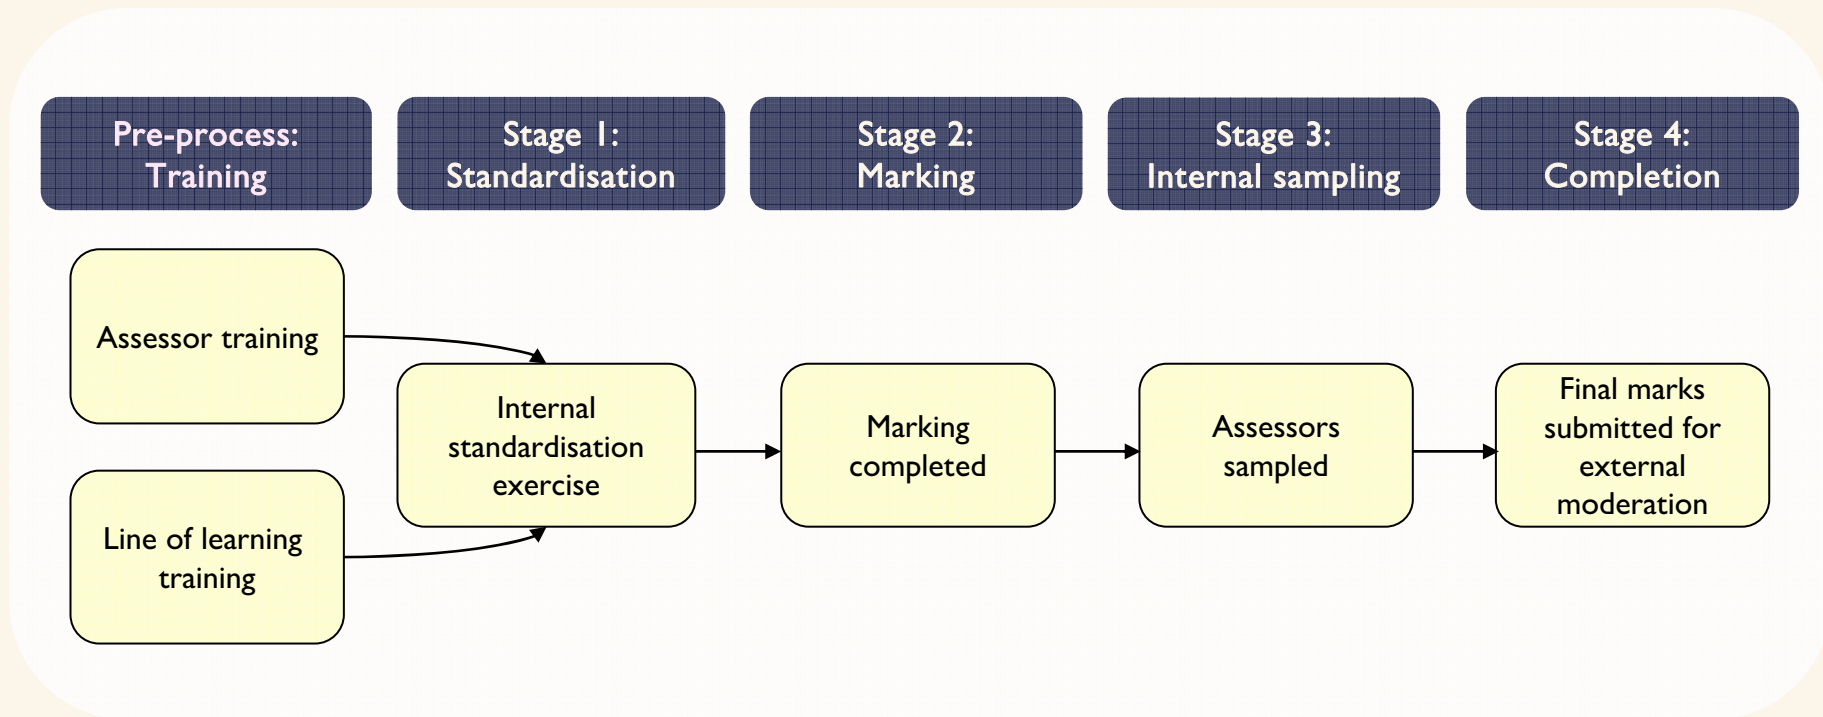 Pre-process:
Training
Stage 1:
Standardisation
Stage 2:
Marking
Stage 3:
Internal sampling
Stage 4:
Completion
Assessor training
Line of learning
training
Internal
standardisation
exercise
Marking
completed
Assessors
sampled
Final marks
submitted for
external
moderation